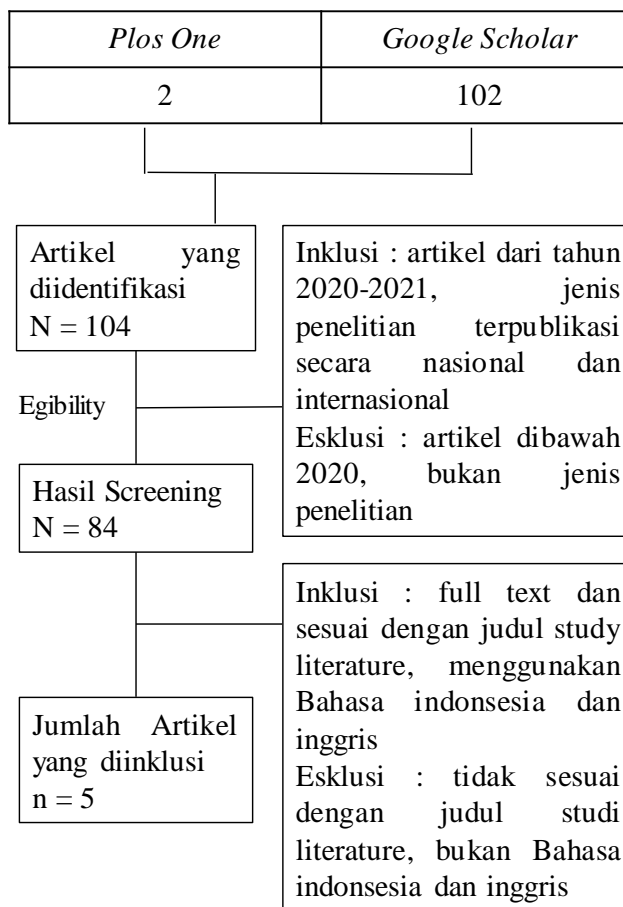 Plos One Google Scholar
2 102
Artikel yang
diidentifikasi
N = 104
Inklusi : artikel dari tahun
2020-2021, jenis
penelitian terpublikasi
secara nasional dan
internasional
Esklusi : artikel dibawah
2020, bukan jenis
penelitian
Egibility
Hasil Screening
N = 84
Inklusi : full text dan
sesuai dengan judul study
literature, menggunakan
Bahasa indonsesia dan
inggris
Esklusi : tidak sesuai
dengan judul studi
literature, bukan Bahasa
indonsesia dan inggris
Jumlah Artikel
yang diinklusi
n = 5